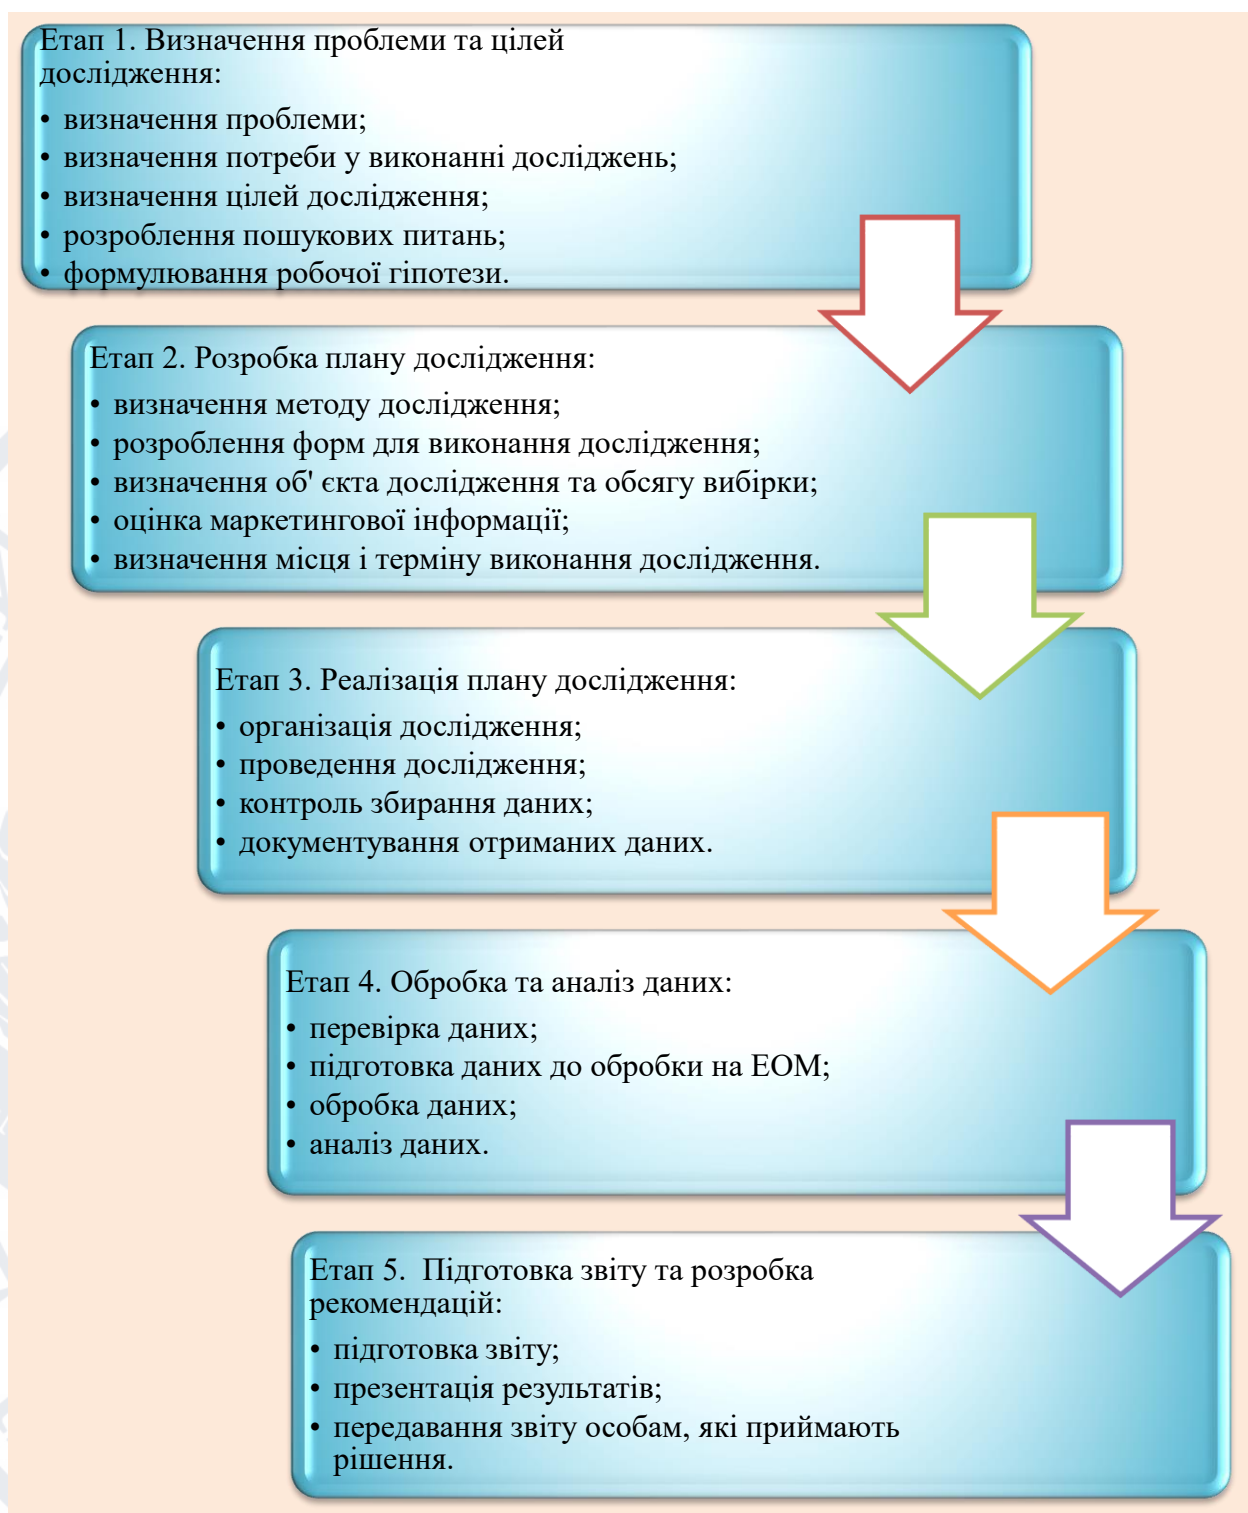 Етап 1. Визначення проблеми та цілей
дослідження:
• визначення проблеми;
• визначення потреби у виконанні досліджень;
• визначення цілей дослідження;
• розроблення пошукових питань;
• формулювання робочої гіпотези.
Етап 2. Розробка плану дослідження:
• визначення методу дослідження;
• розроблення форм для виконання дослідження;
• визначення об' єкта дослідження та обсягу вибірки;
• оцінка маркетингової інформації;
• визначення місця і терміну виконання дослідження.
Етап 3. Реалізація плану дослідження:
• організація дослідження;
• проведення дослідження;
• контроль збирання даних;
• документування отриманих даних.
Етап 4. Обробка та аналіз даних:
• перевірка даних;
• підготовка даних до обробки на ЕОМ;
• обробка даних;
• аналіз даних.
Етап 5.  Підготовка звіту та розробка
рекомендацій:
• підготовка звіту;
• презентація результатів;
• передавання звіту особам, які приймають
рішення.